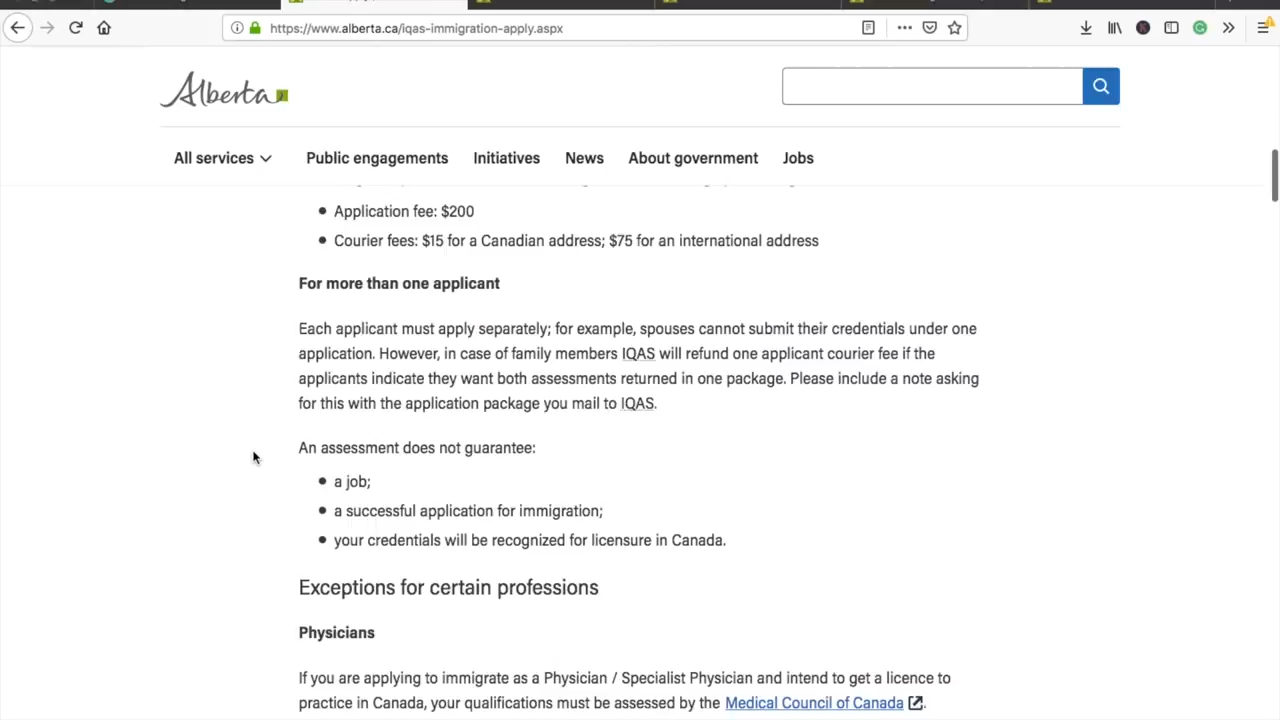 https://www.alberta.ca/iqas-immigration-apply.aspx
Alberta
All services
Public engagements
Initiatives
News
About government
Jobs
Application fee: $200
Courier fees: $15 for a Canadian address; $75 for an international address
For more than one applicant
Each applicant must apply separately; for example, spouses cannot submit their credentials under one
application. However, in case of family members IQAS will refund one applicant courier fee if the
applicants indicate they want both assessments returned in one package. Please include a note asking
for this with the application package you mail to IQAS.
An assessment does not guarantee:
a job;
a successful application for immigration;
your credentials will be recognized for licensure in Canada.
Exceptions for certain professions
Physicians
If you are applying to immigrate as a Physician / Specialist Physician and intend to get a licence to
practice in Canada, your qualifications must be assessed by the Medical Council of Canada.